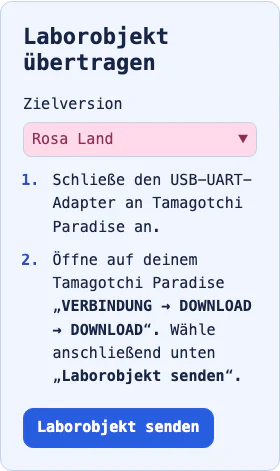 Laborobjekt
übertragen
Zielversion
Rosa Land ▼
1. Schließe den USB-UART-
Adapter an Tamagotchi
Paradise an.
2. Öffne auf deinem
Tamagotchi Paradise
„VERBINDUNG → DOWNLOAD
→ DOWNLOAD“. Wähle
anschließend unten
„Laborobjekt senden“.
Laborobjekt senden